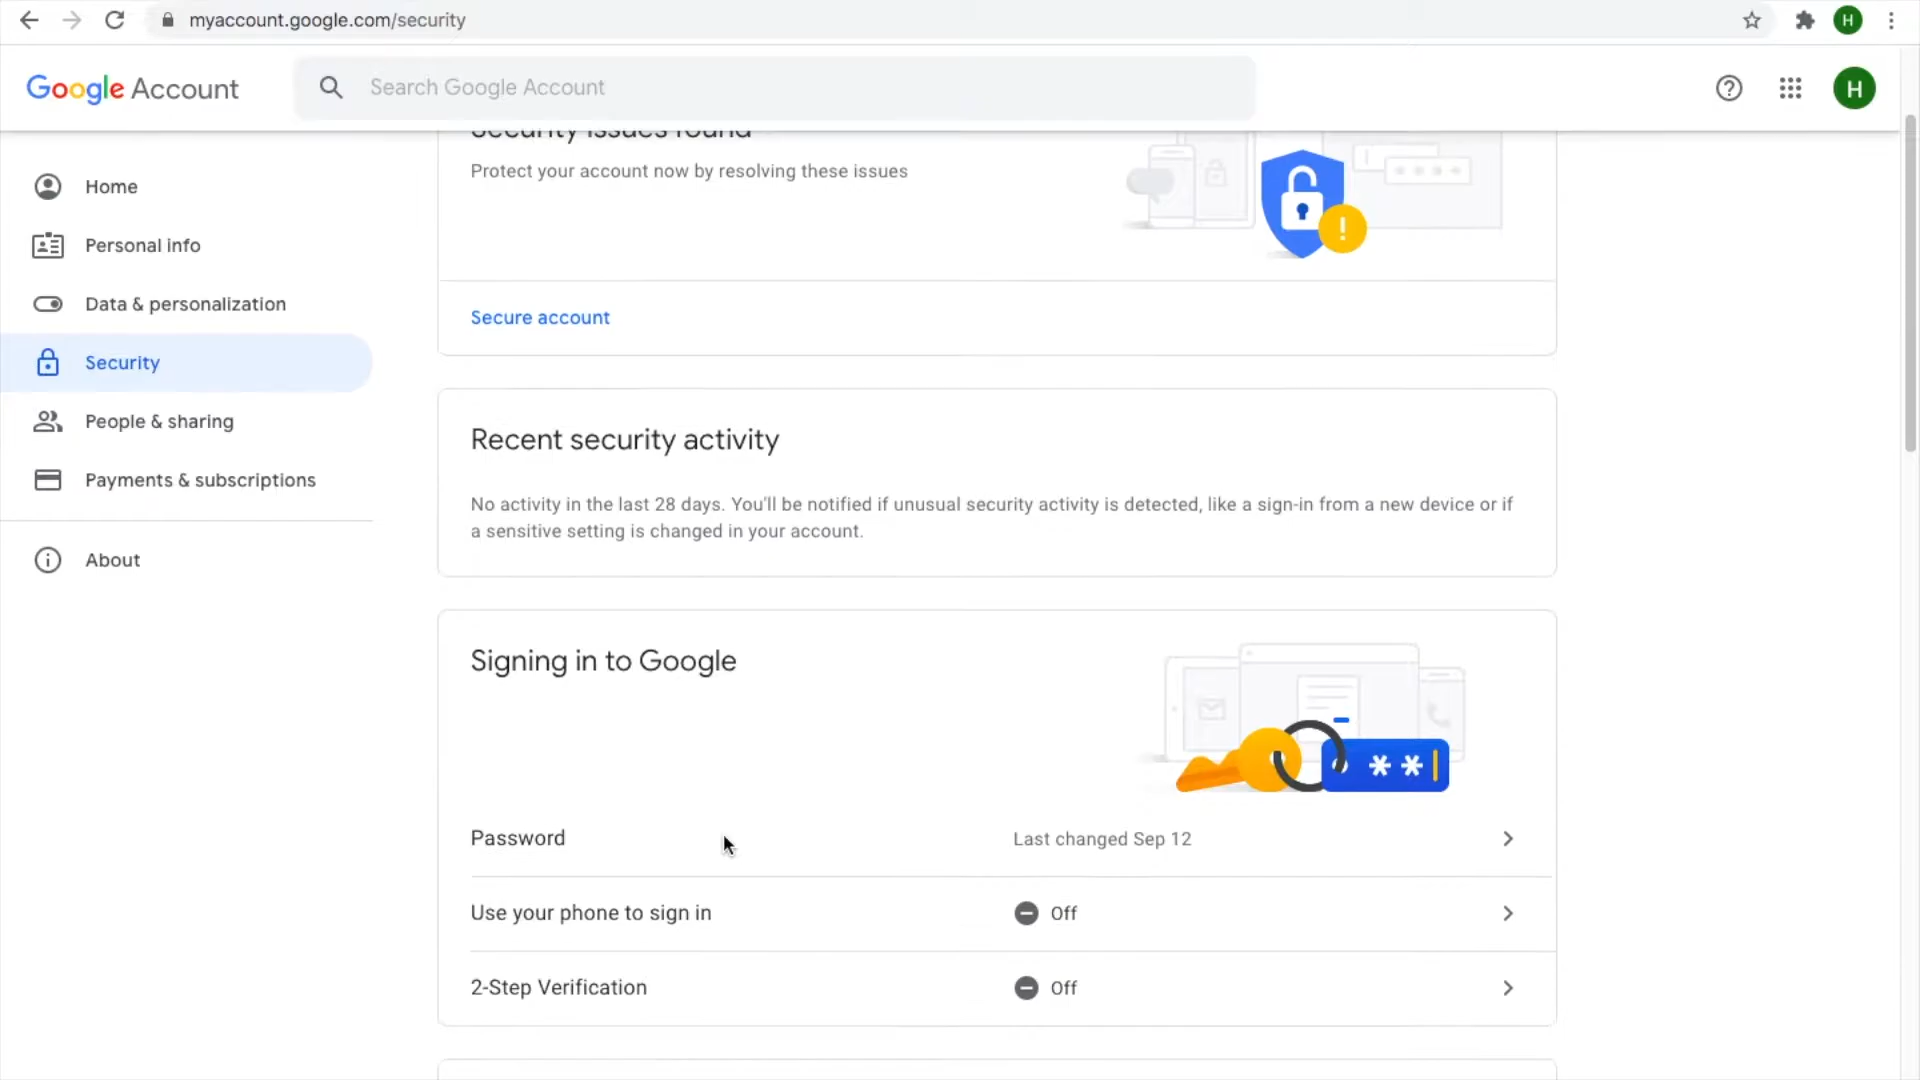 myaccount.google.com/security
H
Google Account
Search Google Account
H
Security issues found
Protect your account now by resolving these issues
Home
Personal info
Data & personalization
Secure account
Security
People & sharing
Recent security activity
Payments & subscriptions
No activity in the last 28 days. You'll be notified if unusual security activity is detected, like a sign-in from a new device or if
a sensitive setting is changed in your account.
About
Signing in to Google
**
Password
Last changed Sep 12
Use your phone to sign in
Off
2-Step Verification
Off